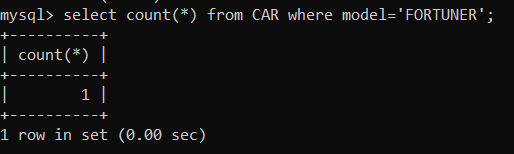 mysql> select count(*) from CAR where model='FORTUNER';
+----------+
| count(*) |
+----------+
|        1 |
+----------+
1 row in set (0.00 sec)